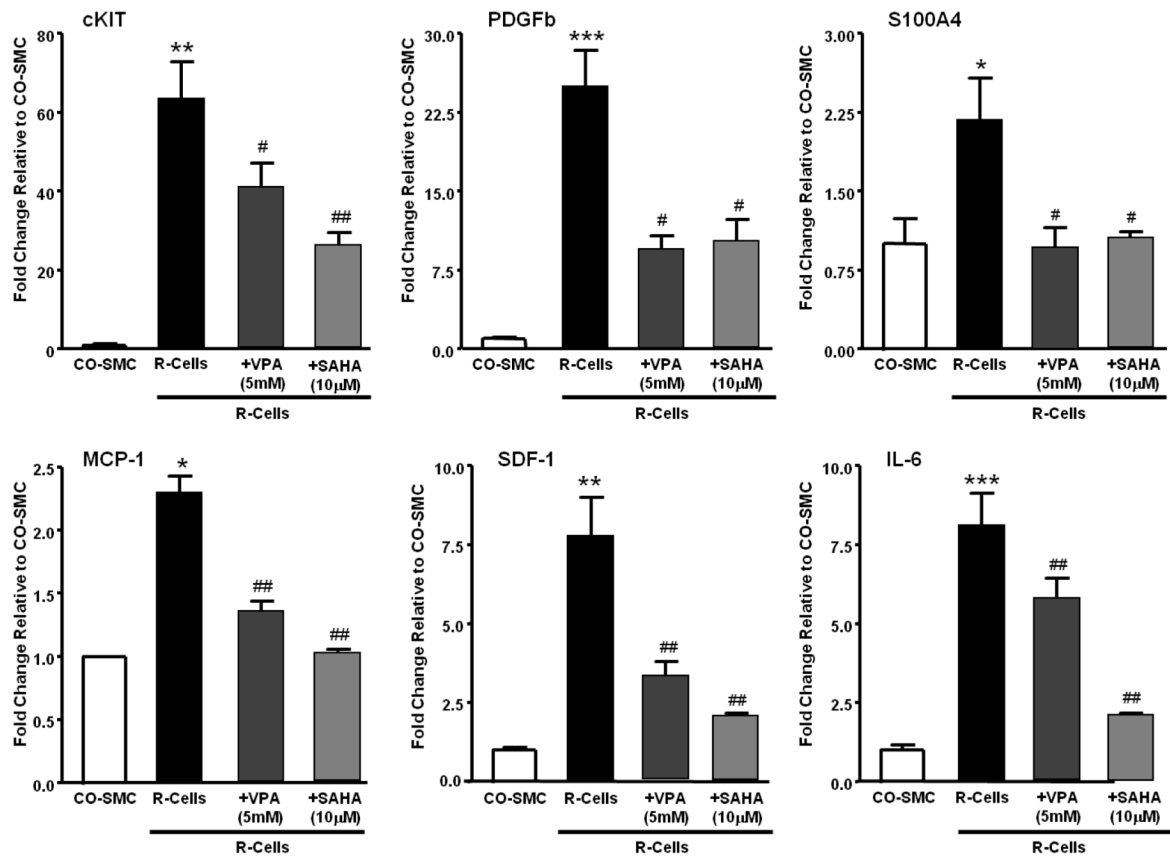 cKIT
Fold Change Relative to CO-SMC
80
60
40
20
0
**
#
##
CO-SMC R-Cells +VPA +SAHA
(5mM) (10μM)
R-Cells
PDGFb
Fold Change Relative to CO-SMC
30.0
22.5
15.0
7.5
0.0
***
#
#
CO-SMC R-Cells +VPA +SAHA
(5mM) (10μM)
R-Cells
S100A4
Fold Change Relative to CO-SMC
3.00
2.25
1.50
0.75
0.00
*
#
#
CO-SMC R-Cells +VPA +SAHA
(5mM) (10μM)
R-Cells
MCP-1
Fold Change Relative to CO-SMC
2.5
2.0
1.5
1.0
0.5
0.0
*
##
##
CO-SMC R-Cells +VPA +SAHA
(5mM) (10μM)
R-Cells
SDF-1
Fold Change Relative to CO-SMC
10.0
7.5
5.0
2.5
0.0
**
##
##
CO-SMC R-Cells +VPA +SAHA
(5mM) (10μM)
R-Cells
IL-6
Fold Change Relative to CO-SMC
10.0
7.5
5.0
2.5
0.0
***
##
##
CO-SMC R-Cells +VPA +SAHA
(5mM) (10μM)
R-Cells